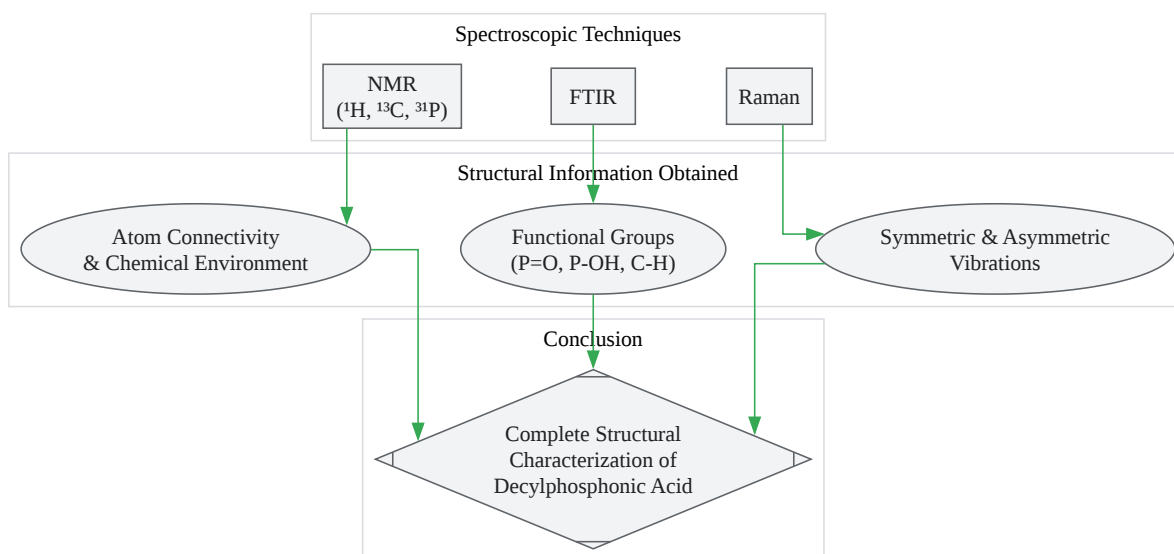 Spectroscopic Techniques
NMR
(¹H, ¹³C, ³¹P)
FTIR
Raman
Structural Information Obtained
Atom Connectivity
& Chemical Environment
Functional Groups
(P=O, P-OH, C-H)
Symmetric & Asymmetric
Vibrations
Conclusion
Complete Structural
Characterization of
Decylphosphonic Acid